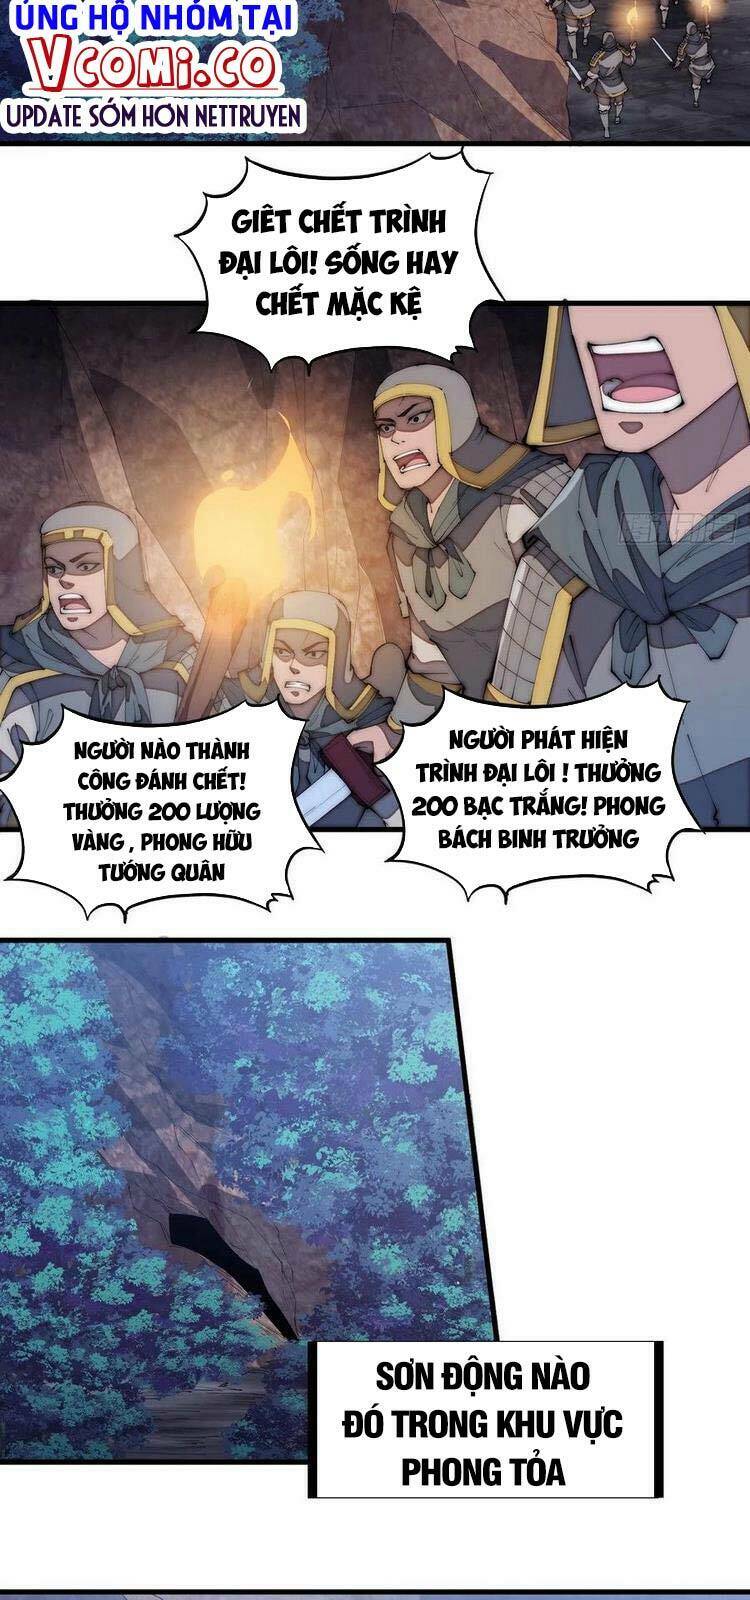 ỦNG HỘ NHÓM TẠI
VCOMI.CO
UPDATE SỚM HƠN NETTRUYEN
GIẾT CHẾT TRÌNH
ĐẠI LÔI! SỐNG HAY
CHẾT MẶC KỆ
NGƯỜI NÀO THÀNH
CÔNG ĐÁNH CHẾT!
THƯỞNG 200 LƯỢNG
VÀNG , PHONG HỮU
TƯỚNG QUÂN
NGƯỜI PHÁT HIỆN
TRÌNH ĐẠI LÔI ! THƯỞNG
200 BẠC TRẮNG! PHONG
BÁCH BINH TRƯỞNG
SƠN ĐỘNG NÀO
ĐÓ TRONG KHU VỰC
PHONG TỎA